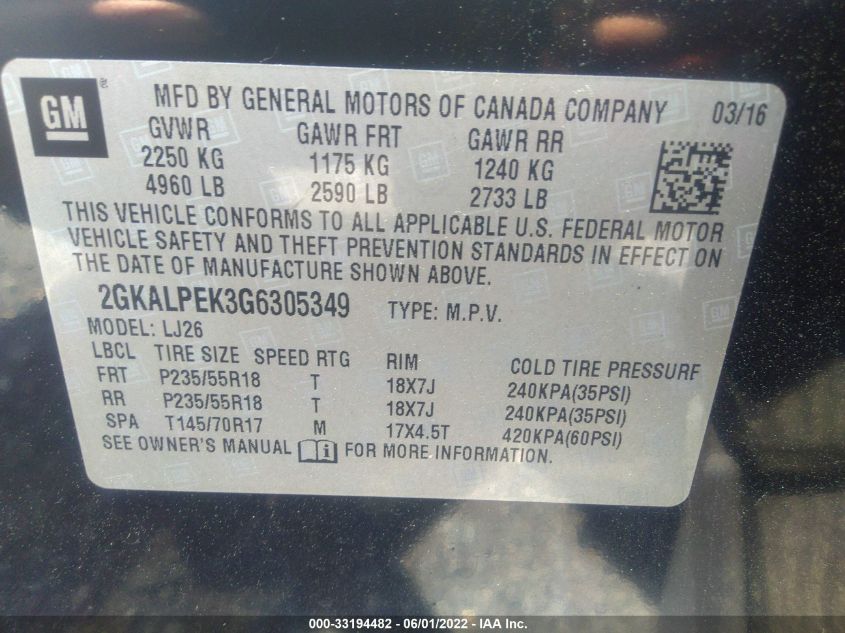 GM ® MFD BY GENERAL MOTORS OF CANADA COMPANY 03/16
GVWR GAWR FRT GAWR RR
2250 KG 1175 KG 1240 KG
4960 LB 2590 LB 2733 LB
THIS VEHICLE CONFORMS TO ALL APPLICABLE U.S. FEDERAL MOTOR
VEHICLE SAFETY AND THEFT PREVENTION STANDARDS IN EFFECT ON
THE DATE OF MANUFACTURE SHOWN ABOVE.
2GKALPEK3G6305349 TYPE: M.P.V.
MODEL: LJ26
LBCL TIRE SIZE SPEED RTG RIM COLD TIRE PRESSURE
FRT P235/55R18 T 18X7J 240KPA(35PSI)
RR P235/55R18 T 18X7J 240KPA(35PSI)
SPA T145/70R17 M 17X4.5T 420KPA(60PSI)
SEE OWNER'S MANUAL i FOR MORE INFORMATION.
000-33194482 - 06/01/2022 - IAA Inc.